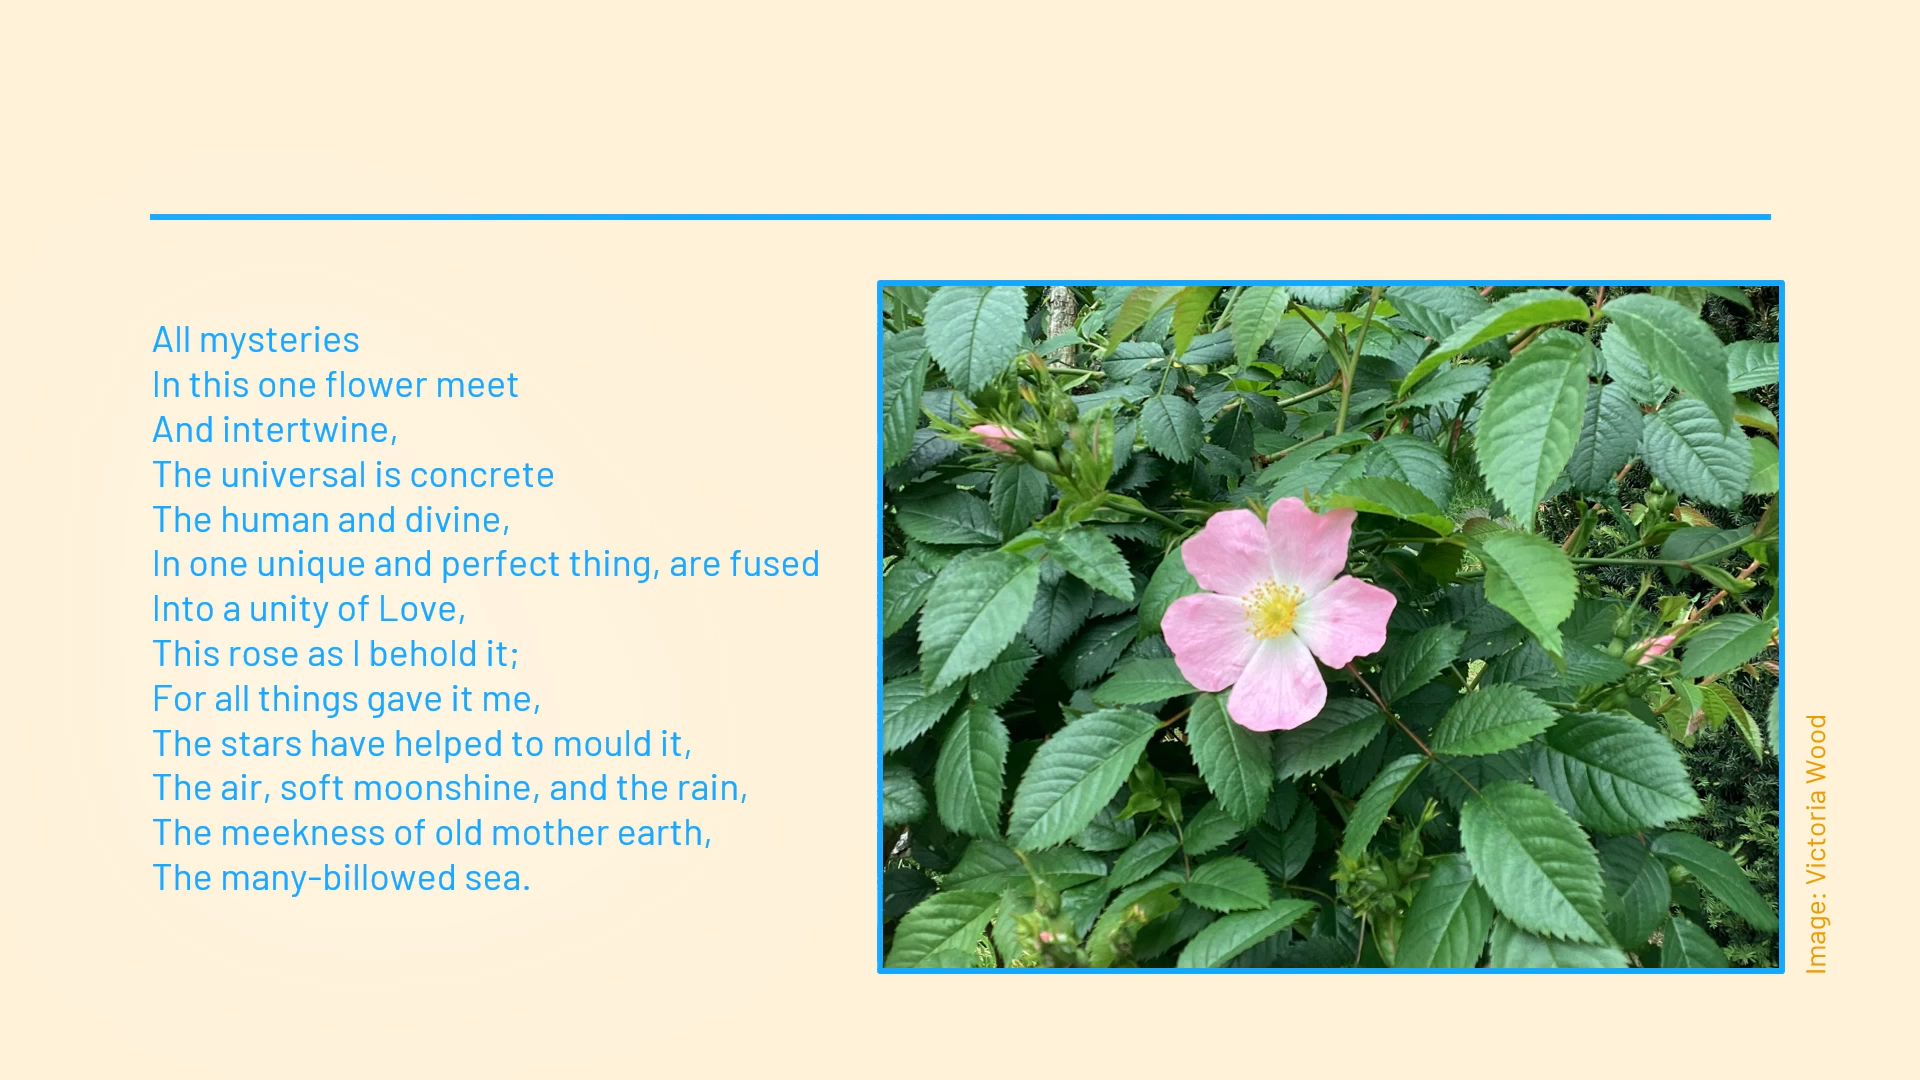 All mysteries
In this one flower meet
And intertwine,
The universal is concrete
The human and divine,
In one unique and perfect thing, are fused
Into a unity of Love,
This rose as I behold it;
For all things gave it me,
The stars have helped to mould it,
The air, soft moonshine, and the rain,
The meekness of old mother earth,
The many-billowed sea.
Image: Victoria Wood